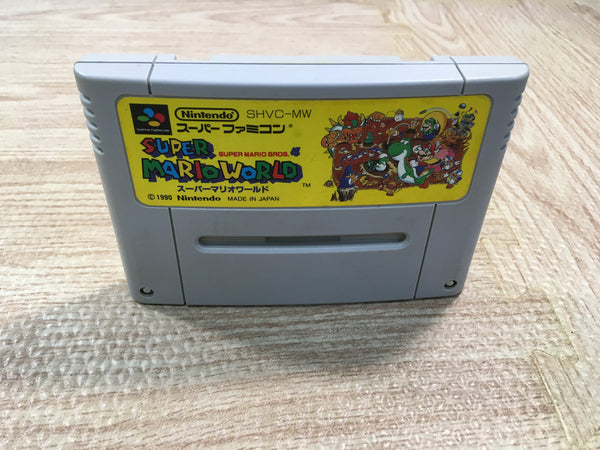 Nintendo SHVC-MW
スーパーファミコン®
SUPER
SUPER MARIO BROS. 4
MARIO WORLD
スーパーマリオワールド ™
© 1990 Nintendo MADE IN JAPAN